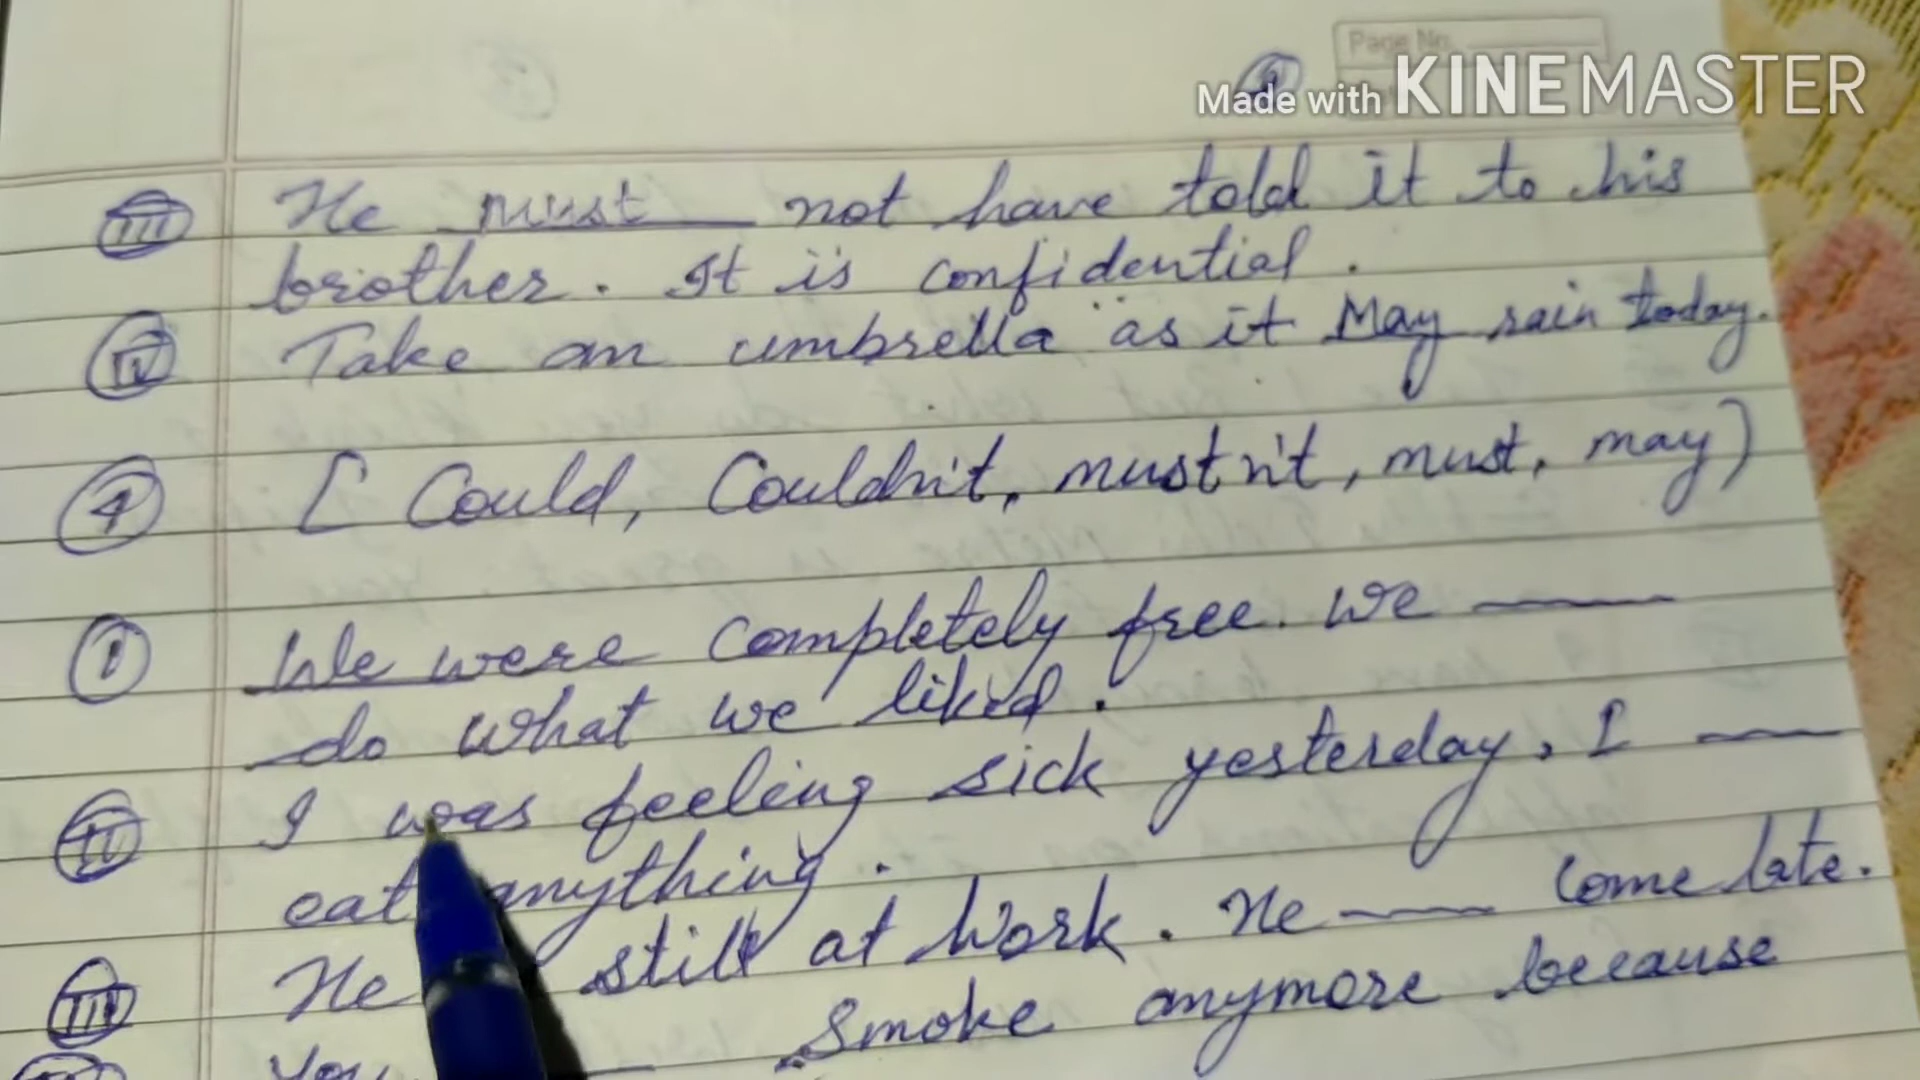 Page No.
Made with KINEMASTER
III He must not have told it to his
brother. It is confidential.
IV Take an umbrella as it May rain today.
4 [ Could, Couldn't, mustn't, must, may)
I We were completely free. we
do what we liked.
II I was feeling sick yesterday, I
eat anything.
III He still at work. He come late.
You smoke anymore because